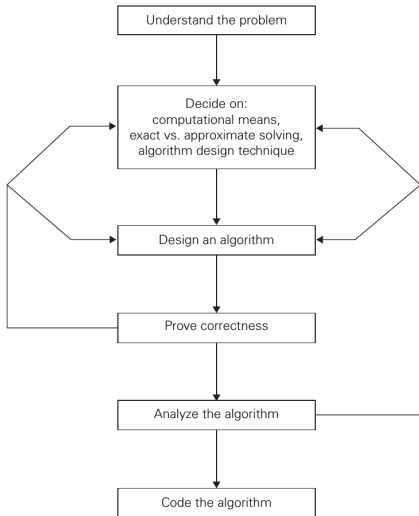 Understand the problem
Decide on:
computational means,
exact vs. approximate solving,
algorithm design technique
Design an algorithm
Prove correctness
Analyze the algorithm
Code the algorithm